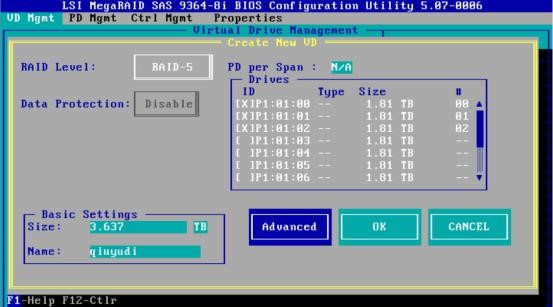 LSI MegaRAID SAS 9364-8i BIOS Configuration Utility 5.07-0006
VD Mgmt PD Mgmt Ctrl Mgmt Properties
Virtual Drive Management
Create New VD
RAID Level: RAID-5 PD per Span : N/A
Drives
ID Type Size #
Data Protection: Disable
[X]P1:01:00 -- 1.81 TB 00
[X]P1:01:01 -- 1.81 TB 01
[X]P1:01:02 -- 1.81 TB 02
[ ]P1:01:03 -- 1.81 TB --
[ ]P1:01:04 -- 1.81 TB --
[ ]P1:01:05 -- 1.81 TB --
[ ]P1:01:06 -- 1.81 TB --
Basic Settings
Size: 3.637 TB
Name: qiuyudi
Advanced OK CANCEL
F1-Help F12-Ctlr